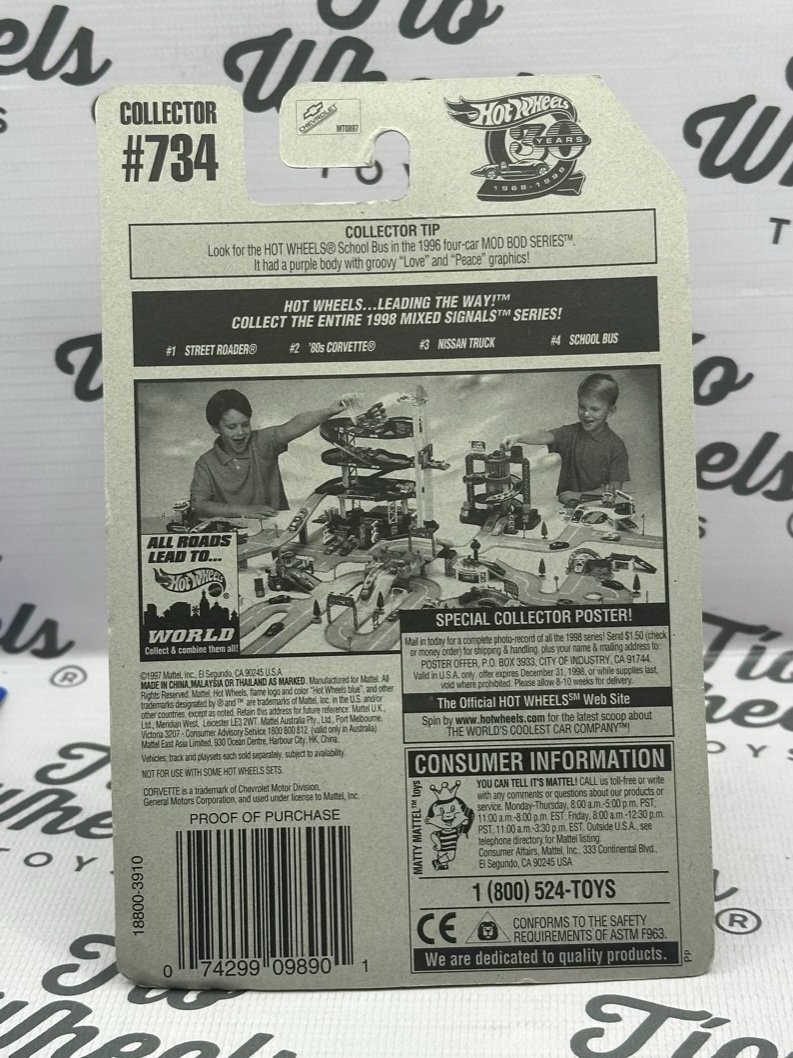 COLLECTOR
#734
CHEVROLET
MT0897
HOT WHEELS
30
YEARS
1968-1998
COLLECTOR TIP
Look for the HOT WHEELS® School Bus in the 1996 four-car MOD BOD SERIES™.
It had a purple body with groovy "Love" and "Peace" graphics!
HOT WHEELS...LEADING THE WAY!™
COLLECT THE ENTIRE 1998 MIXED SIGNALS™ SERIES!
#1 STREET ROADER® #2 '80s CORVETTE® #3 NISSAN TRUCK #4 SCHOOL BUS
ALL ROADS
LEAD TO...
HOT WHEELS®
WORLD
Collect & combine them all!
©1997 Mattel, Inc., El Segundo, CA 90245 U.S.A.
MADE IN CHINA, MALAYSIA OR THAILAND AS MARKED. Manufactured for Mattel. All
Rights Reserved. Mattel, Hot Wheels, flame logo and color "Hot Wheels blue", and other
trademarks designated by ® and ™ are trademarks of Mattel, Inc. in the U.S. and/or
other countries, except as noted. Retain this address for future reference: Mattel U.K.,
Ltd., Meridian West, Leicester LE3 2WT. Mattel Australia Pty., Ltd., Port Melbourne,
Victoria 3207 - Consumer Advisory Service 1800 800 812 (valid only in Australia)
Mattel East Asia Limited, 930 Ocean Centre, Harbour City, HK, China.
Vehicles, track and playsets each sold separately, subject to availability.
NOT FOR USE WITH SOME HOT WHEELS SETS.
CORVETTE is a trademark of Chevrolet Motor Division,
General Motors Corporation, and used under license to Mattel, Inc.
PROOF OF PURCHASE
18800-3910
0 74299 09890 1
SPECIAL COLLECTOR POSTER!
Mail in today for a complete photo-record of all the 1998 series! Send $1.50 (check
or money order) for shipping & handling, plus your name & mailing address to:
POSTER OFFER, P.O. BOX 3933, CITY OF INDUSTRY, CA 91744.
Valid in U.S.A. only. offer expires December 31, 1998, or while supplies last,
void where prohibited. Please allow 8-10 weeks for delivery.
The Official HOT WHEELS℠ Web Site
Spin by www.hotwheels.com for the latest scoop about
THE WORLD'S COOLEST CAR COMPANY™!
CONSUMER INFORMATION
MATTY MATTEL™ toys
YOU CAN TELL IT'S MATTEL! CALL us toll-free or write
with any comments or questions about our products or
service. Monday-Thursday, 8:00 a.m.-5:00 p.m. PST,
11:00 a.m.-8:00 p.m. EST. Friday, 8:00 a.m.-12:30 p.m.
PST, 11:00 a.m.-3:30 p.m. EST. Outside U.S.A., see
telephone directory for Mattel listing.
Consumer Affairs, Mattel, Inc., 333 Continental Blvd.,
El Segundo, CA 90245 USA
1 (800) 524-TOYS
CE
CONFORMS TO THE SAFETY
REQUIREMENTS OF ASTM F963.
We are dedicated to quality products.
PP